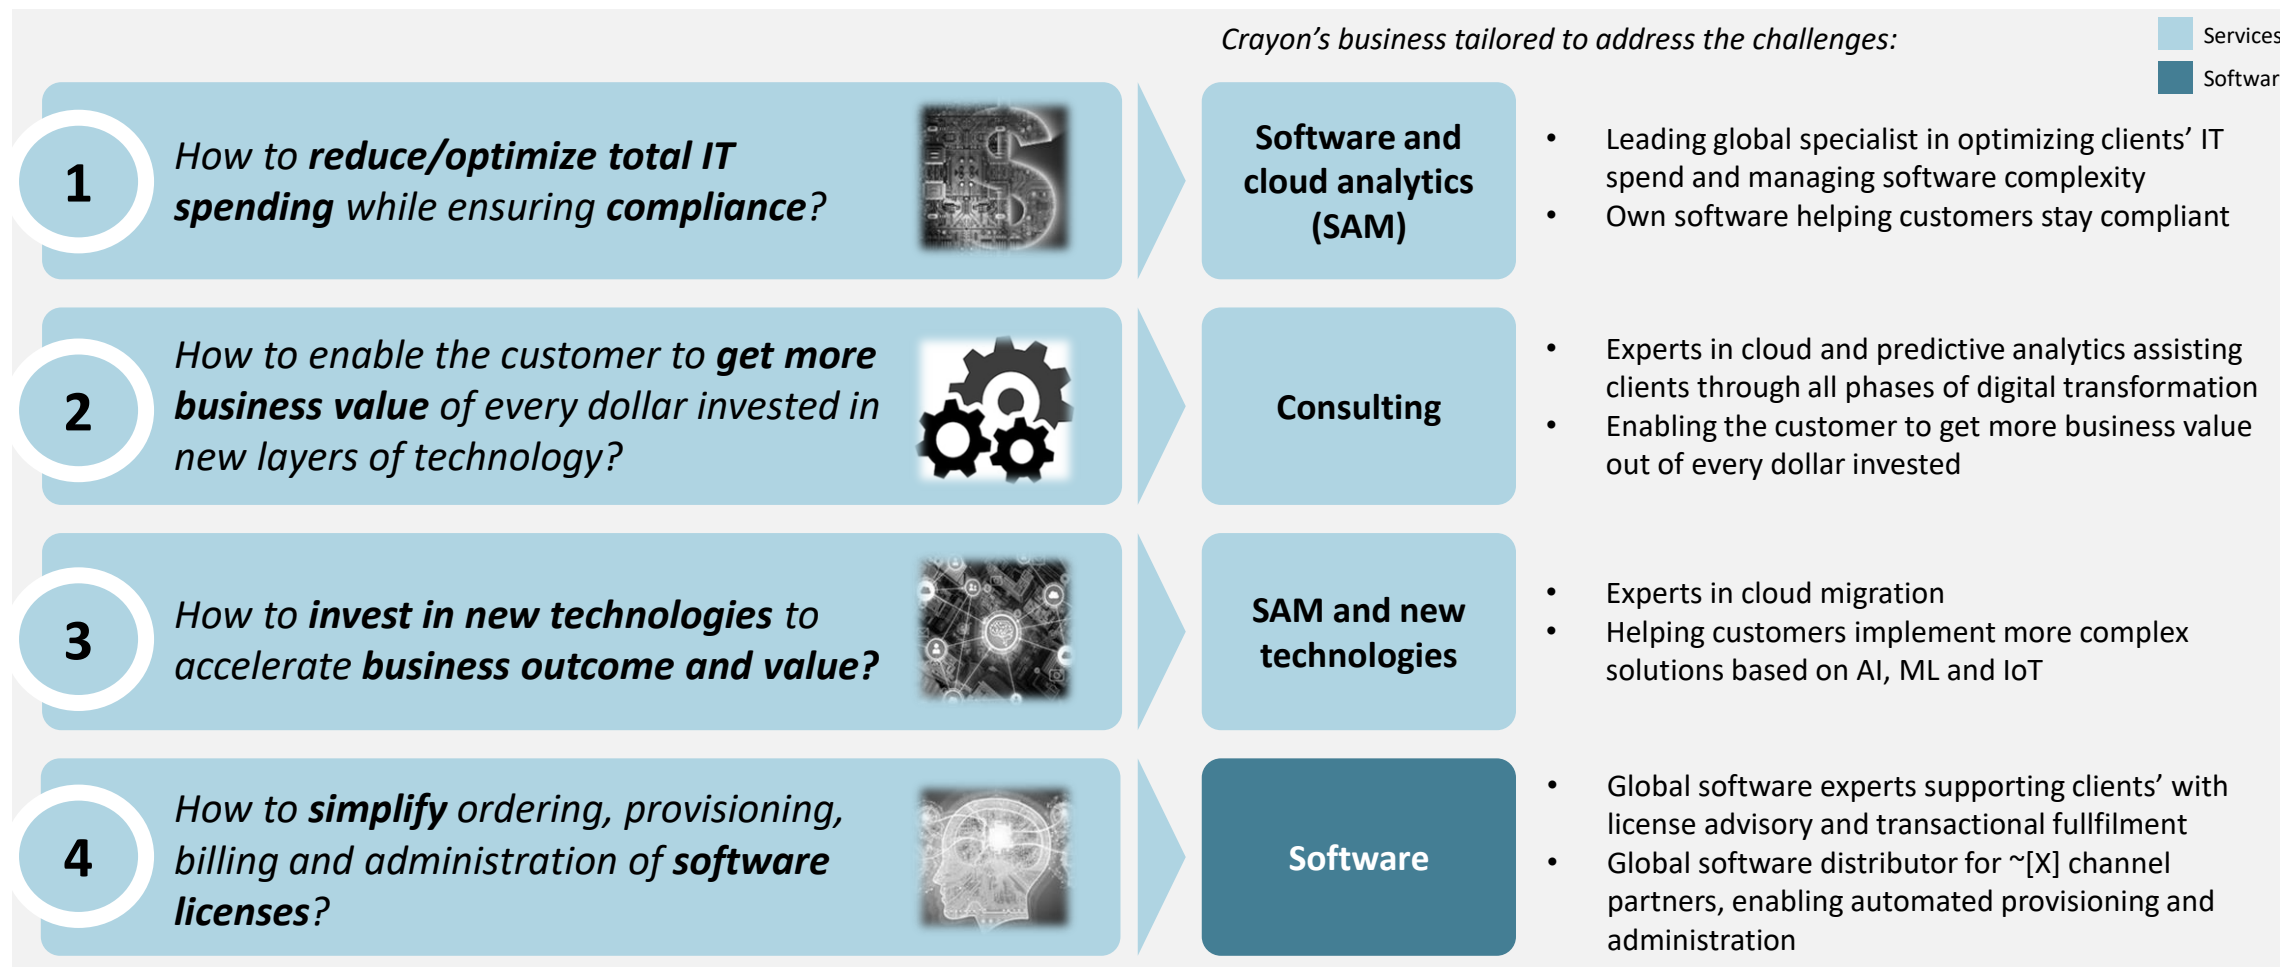 Crayon's business tailored to address the challenges:
Services
Softwar
1
How to reduce/optimize total IT
spending while ensuring compliance?
Software and
cloud analytics
(SAM)
• Leading global specialist in optimizing clients' IT
spend and managing software complexity
• Own software helping customers stay compliant
2
How to enable the customer to get more
business value of every dollar invested in
new layers of technology?
Consulting
• Experts in cloud and predictive analytics assisting
clients through all phases of digital transformation
• Enabling the customer to get more business value
out of every dollar invested
3
How to invest in new technologies to
accelerate business outcome and value?
SAM and new
technologies
• Experts in cloud migration
• Helping customers implement more complex
solutions based on AI, ML and IoT
4
How to simplify ordering, provisioning,
billing and administration of software
licenses?
Software
• Global software experts supporting clients' with
license advisory and transactional fullfilment
• Global software distributor for ~[X] channel
partners, enabling automated provisioning and
administration